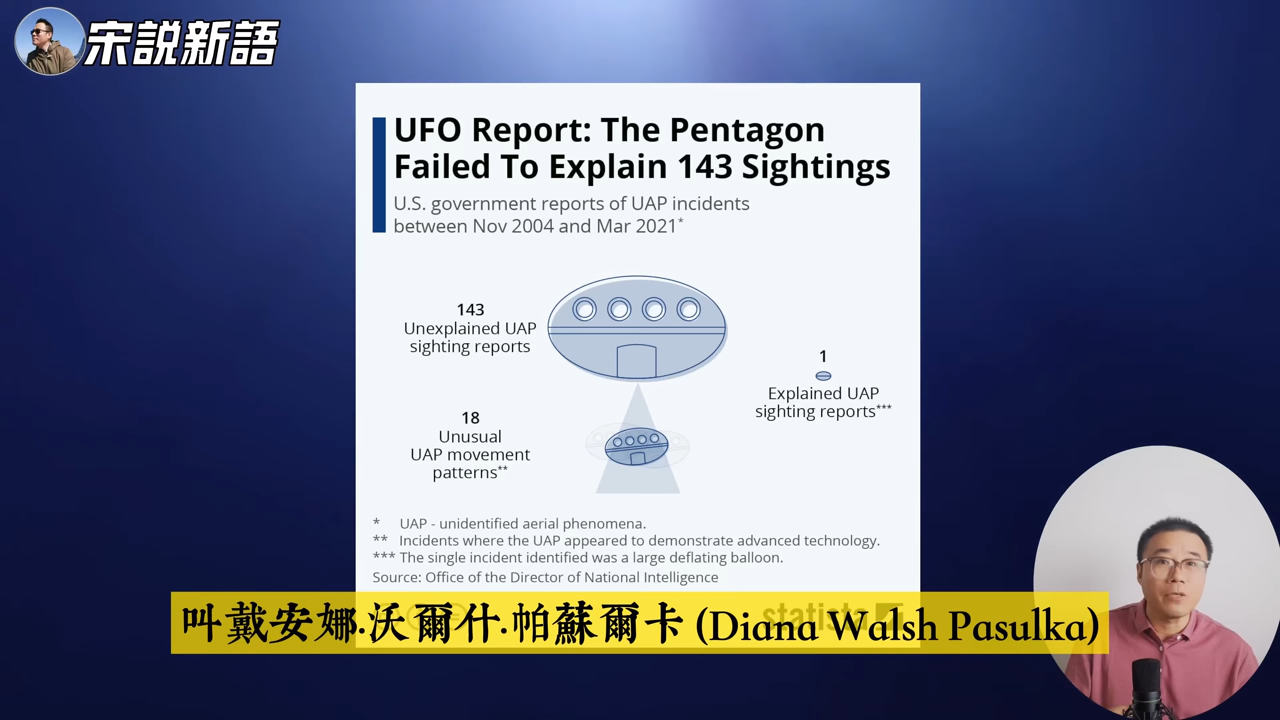 宋説新語
UFO Report: The Pentagon
Failed To Explain 143 Sightings
U.S. government reports of UAP incidents
between Nov 2004 and Mar 2021*
143
Unexplained UAP
sighting reports
1
Explained UAP
sighting reports***
18
Unusual
UAP movement
patterns**
* UAP - unidentified aerial phenomena.
** Incidents where the UAP appeared to demonstrate advanced technology.
*** The single incident identified was a large deflating balloon.
Source: Office of the Director of National Intelligence
statista
叫戴安娜·沃爾什·帕蘇爾卡 (Diana Walsh Pasulka)